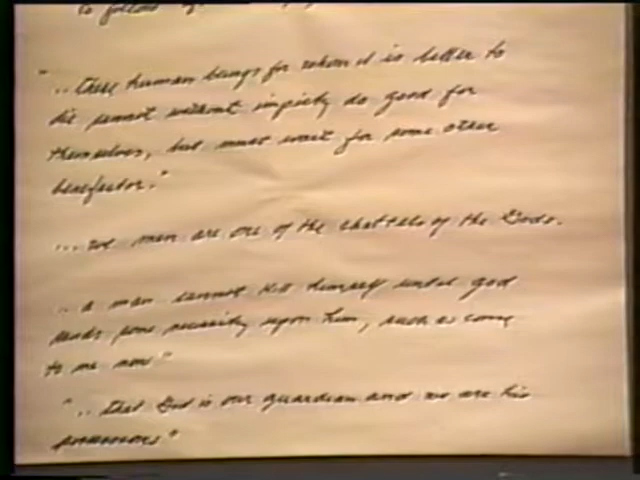 to follow
"..these human beings for whom it is better to
die cannot without impiety do good for
themselves, but must wait for some other
benefactor."
... we men are one of the chattels of the Gods.
.. a man cannot kill himself until god
sends some necessity upon him, such as come
to me now"
".. that God is our guardian and we are his
possessions"